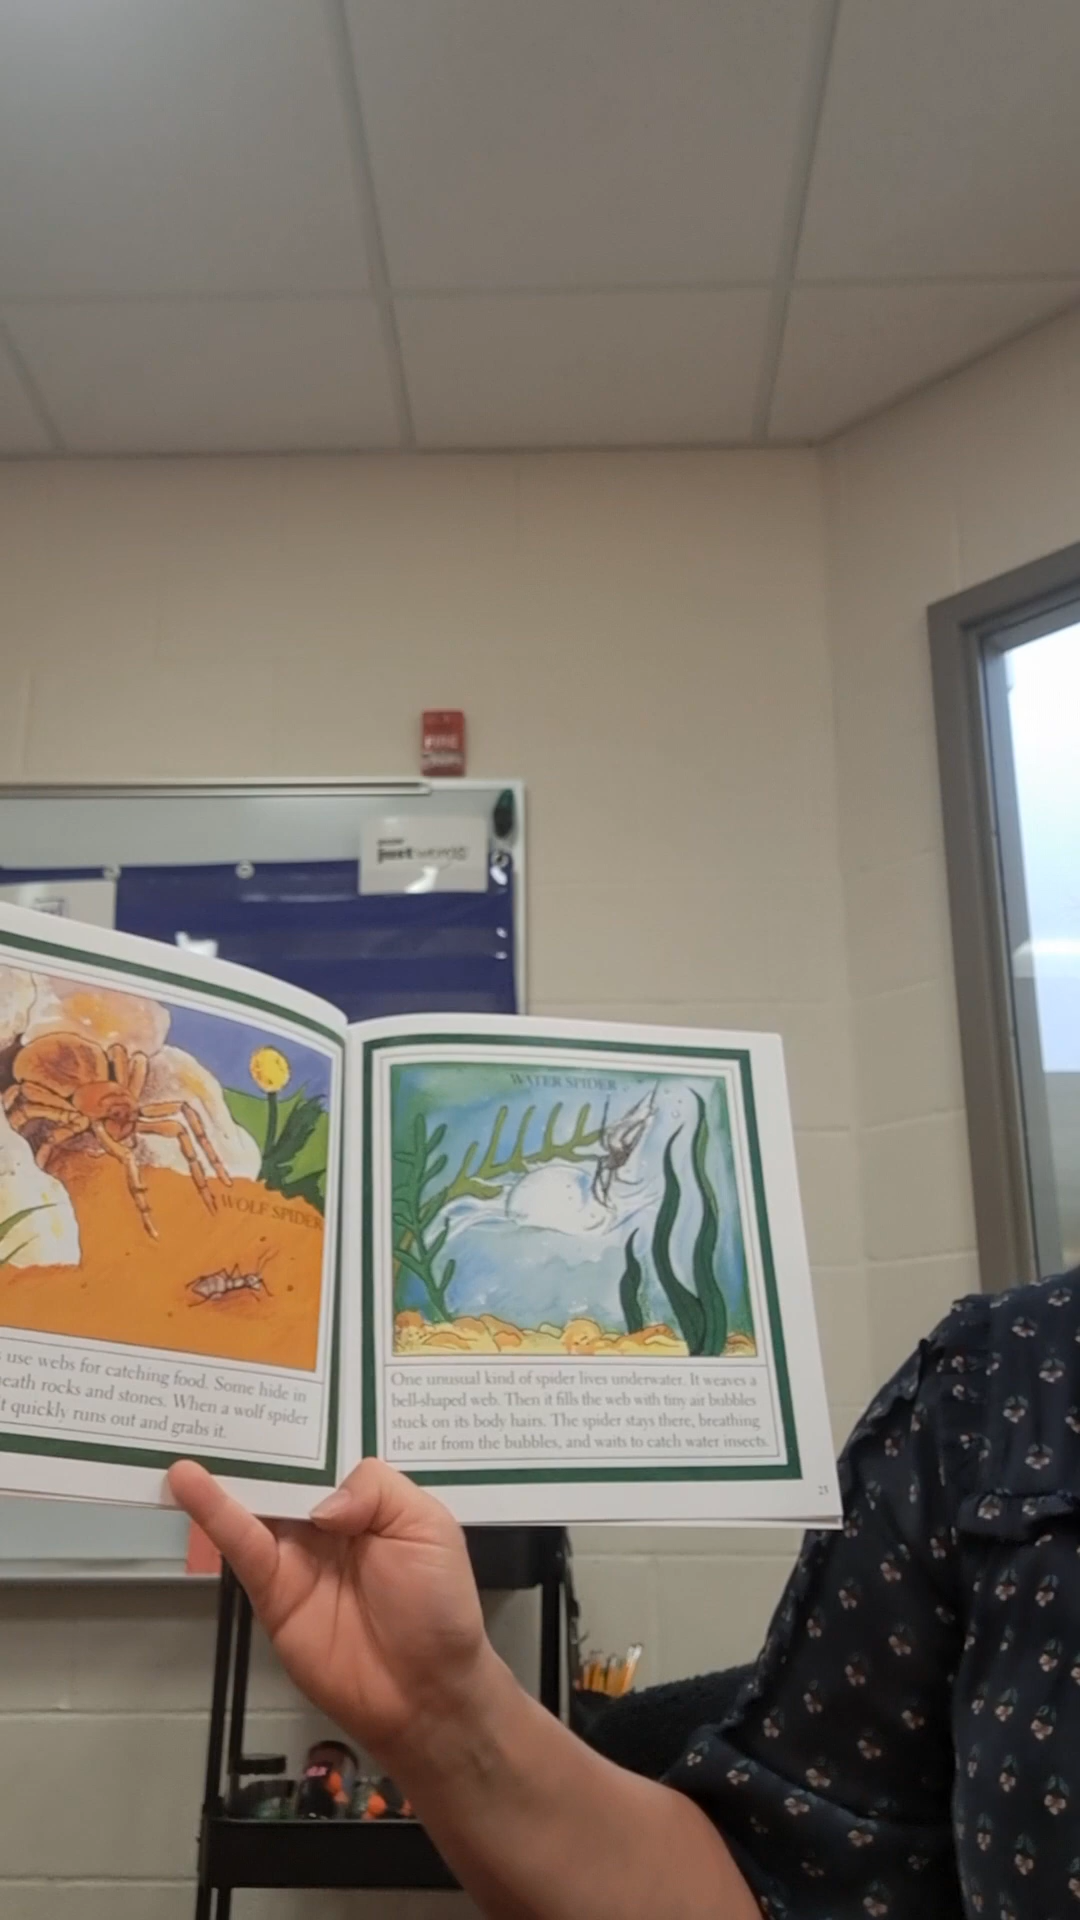 just
WOLF SPIDER
use webs for catching food. Some hide in
eath rocks and stones. When a wolf spider
t quickly runs out and grabs it.
WATER SPIDER
One unusual kind of spider lives underwater. It weaves a
bell-shaped web. Then it fills the web with tiny air bubbles
stuck on its body hairs. The spider stays there, breathing
the air from the bubbles, and waits to catch water insects.